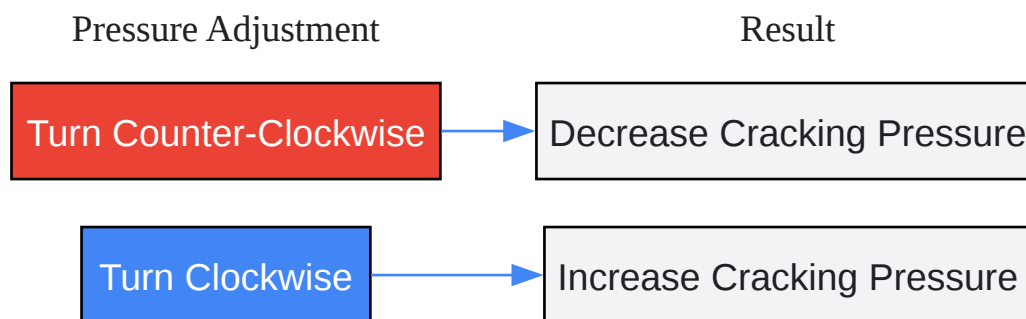 Pressure Adjustment
Result
Turn Counter-Clockwise
Decrease Cracking Pressure
Turn Clockwise
Increase Cracking Pressure